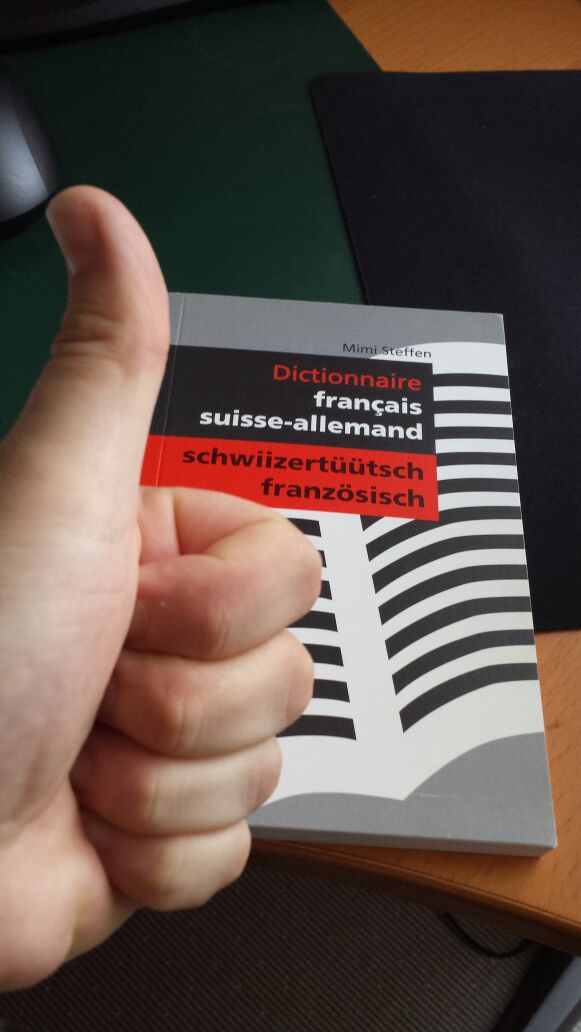 Mimi Steffen
Dictionnaire
français
suisse-allemand
schwiizertüütsch
französisch